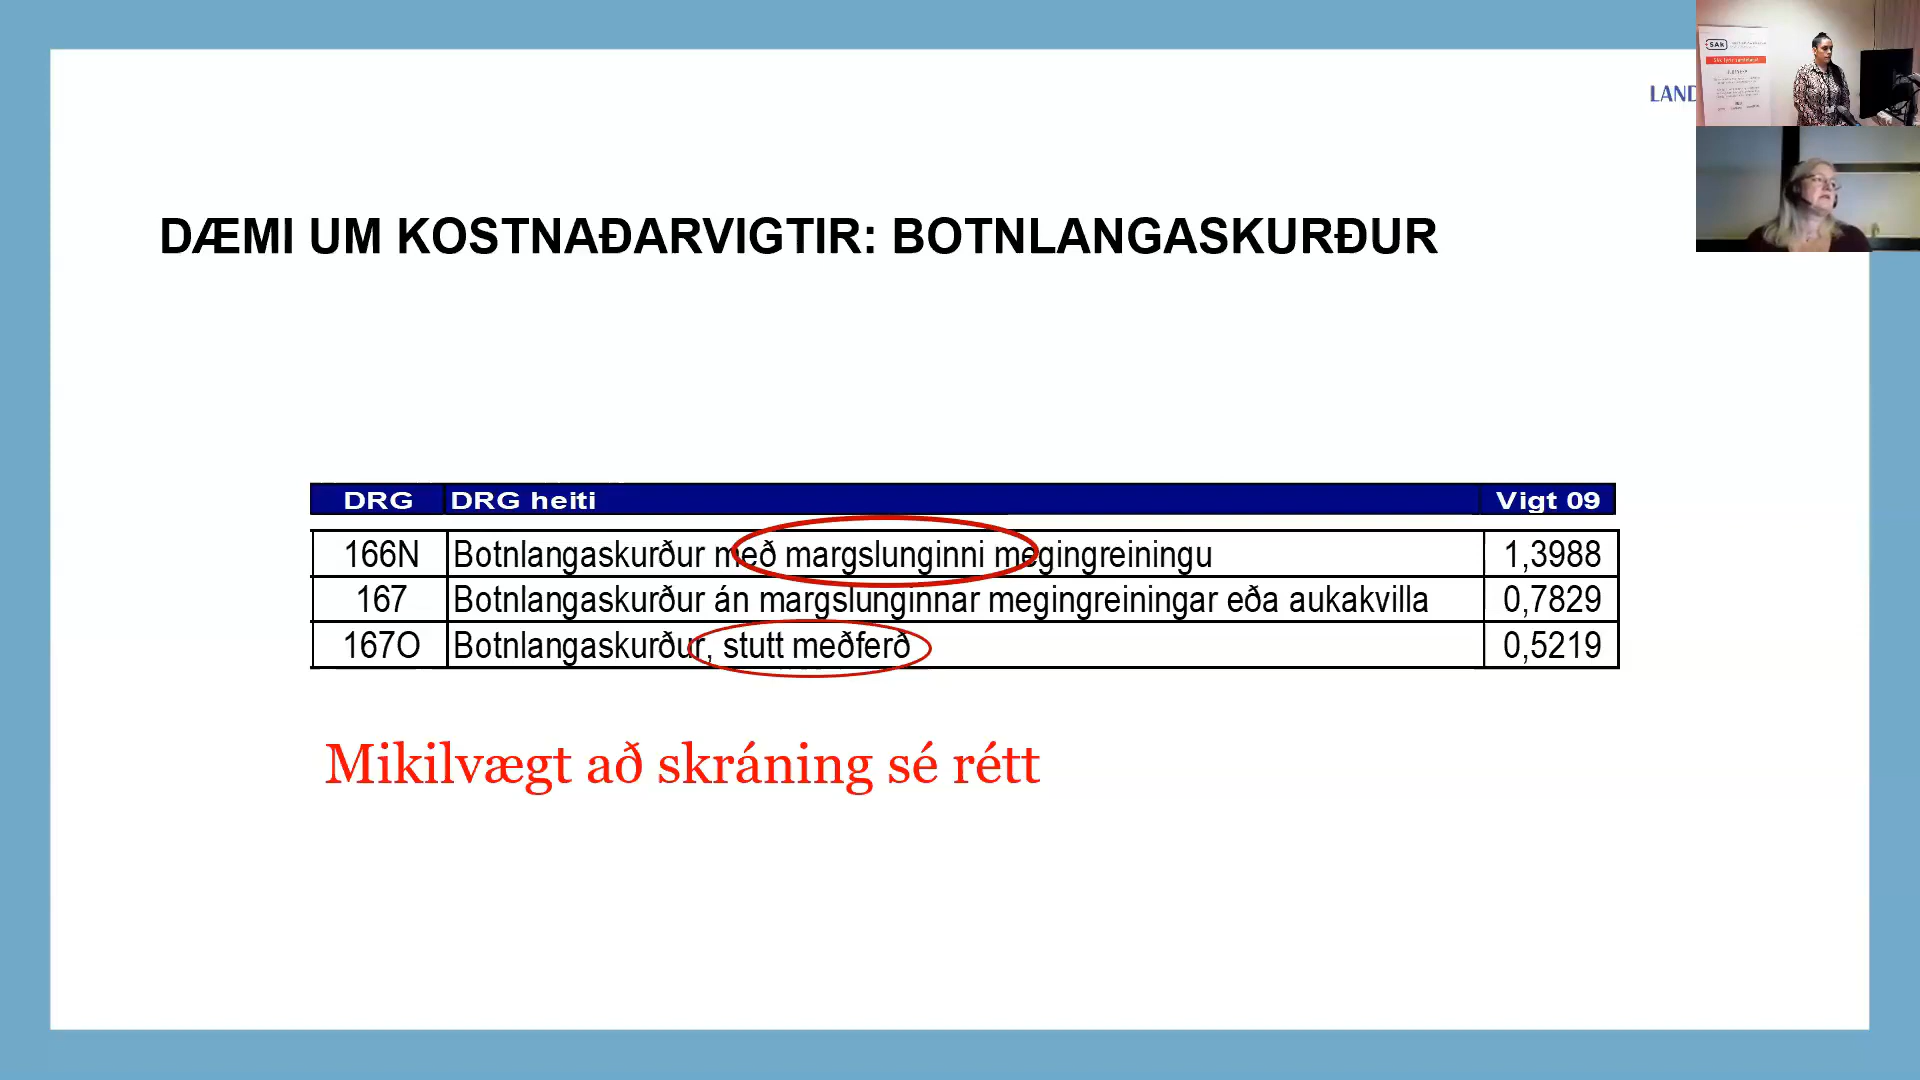 LAND
SAk
DÆMI UM KOSTNAÐARVIGTIR: BOTNLANGASKURÐUR
DRG DRG heiti Vigt 09
166N Botnlangaskurður með margslunginni megingreiningu 1,3988
167 Botnlangaskurður án margslunginnar megingreiningar eða aukakvilla 0,7829
167O Botnlangaskurður, stutt meðferð 0,5219
Mikilvægt að skráning sé rétt